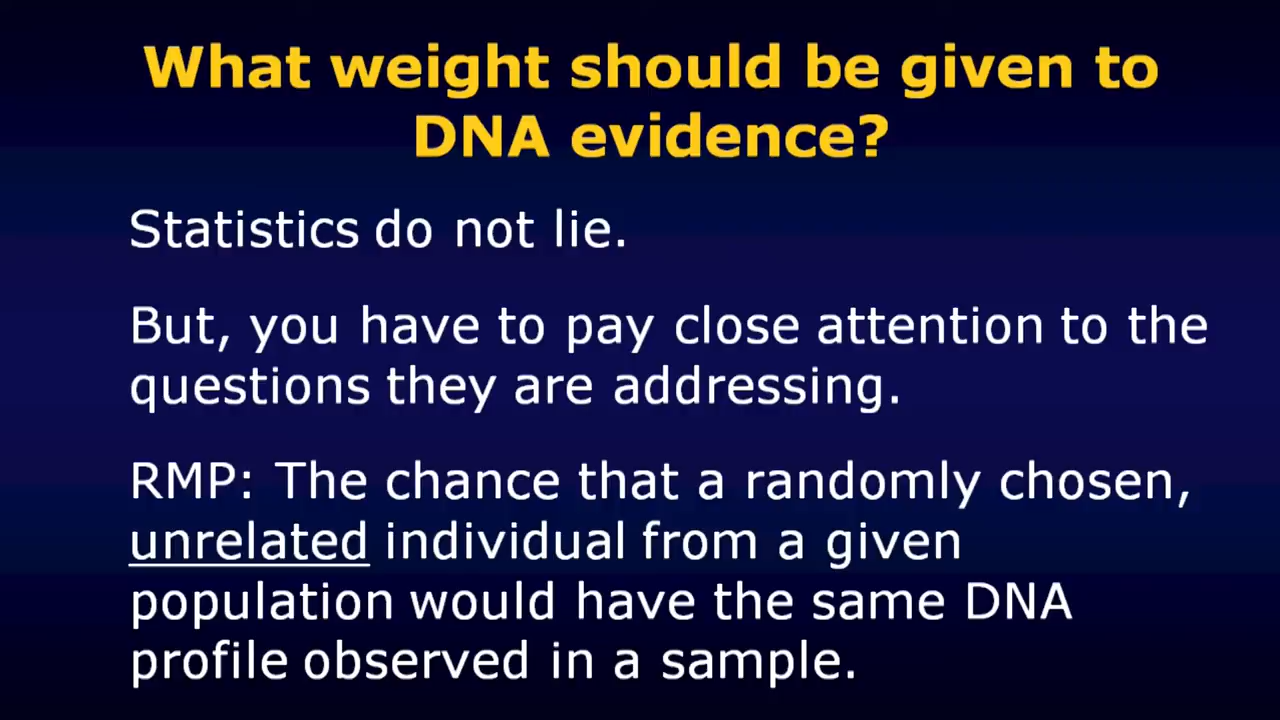 What weight should be given to
DNA evidence?
Statistics do not lie.
But, you have to pay close attention to the
questions they are addressing.
RMP: The chance that a randomly chosen,
unrelated individual from a given
population would have the same DNA
profile observed in a sample.